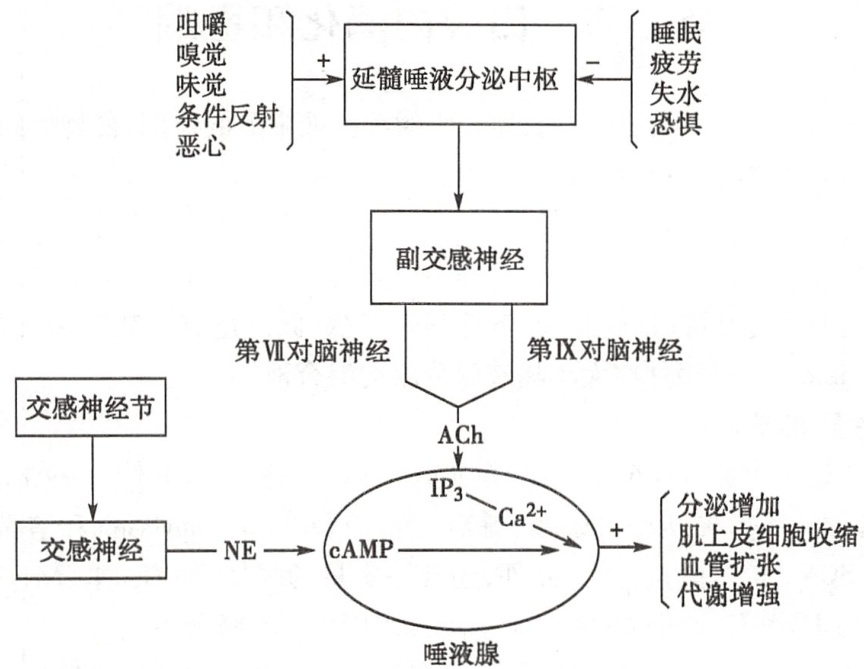 咀嚼
嗅觉
味觉
条件反射
恶心
+
延髓唾液分泌中枢
−
睡眠
疲劳
失水
恐惧
副交感神经
第Ⅶ对脑神经
第Ⅸ对脑神经
交感神经节
ACh
IP₃
Ca²⁺
交感神经
NE
cAMP
+
分泌增加
肌上皮细胞收缩
血管扩张
代谢增强
唾液腺